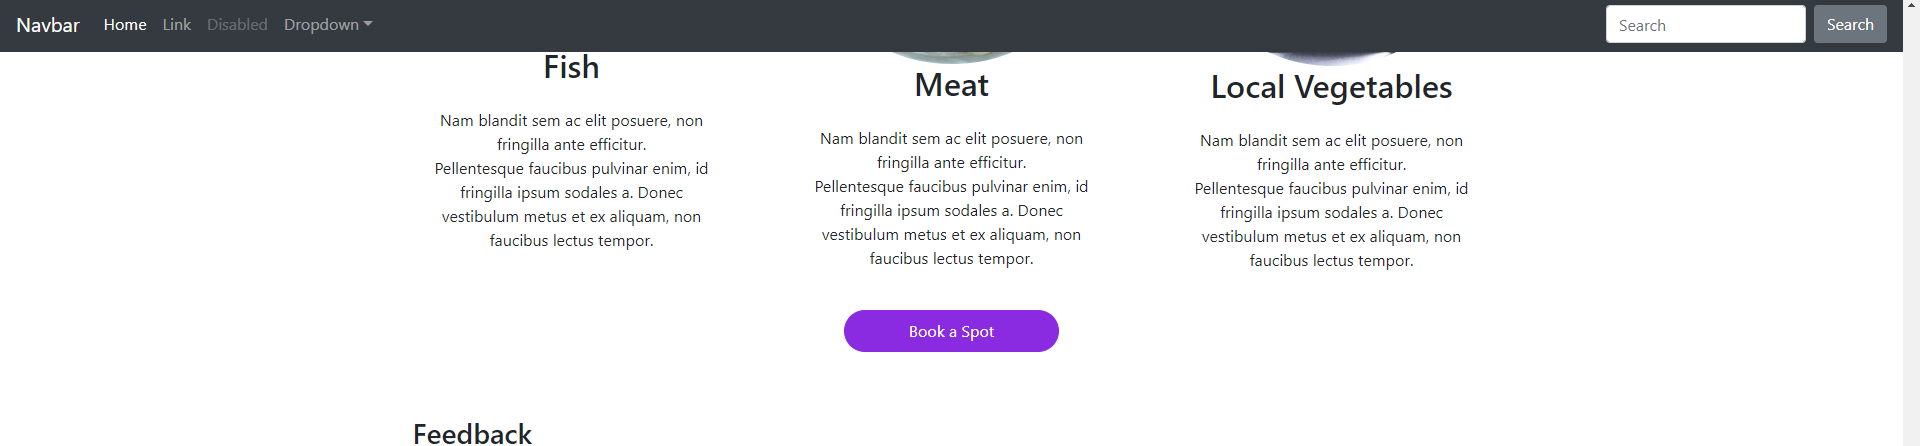 Navbar Home Link Disabled Dropdown Search Search
Fish
Nam blandit sem ac elit posuere, non
fringilla ante efficitur.
Pellentesque faucibus pulvinar enim, id
fringilla ipsum sodales a. Donec
vestibulum metus et ex aliquam, non
faucibus lectus tempor.
Meat
Nam blandit sem ac elit posuere, non
fringilla ante efficitur.
Pellentesque faucibus pulvinar enim, id
fringilla ipsum sodales a. Donec
vestibulum metus et ex aliquam, non
faucibus lectus tempor.
Local Vegetables
Nam blandit sem ac elit posuere, non
fringilla ante efficitur.
Pellentesque faucibus pulvinar enim, id
fringilla ipsum sodales a. Donec
vestibulum metus et ex aliquam, non
faucibus lectus tempor.
Book a Spot
Feedback